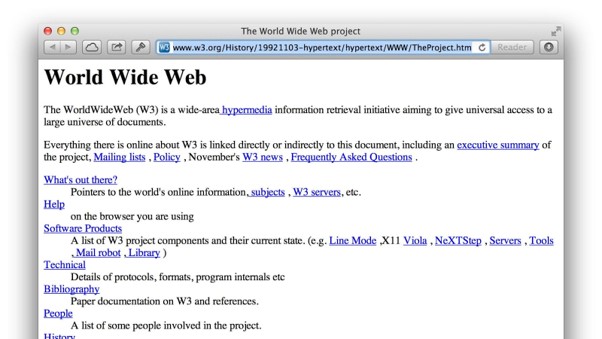 The World Wide Web project
www.w3.org/History/19921103-hypertext/hypertext/WWW/TheProject.htm
Reader
World Wide Web
The WorldWideWeb (W3) is a wide-area hypermedia information retrieval initiative aiming to give universal access to a
large universe of documents.
Everything there is online about W3 is linked directly or indirectly to this document, including an executive summary of
the project, Mailing lists , Policy , November's W3 news , Frequently Asked Questions .
What's out there?
Pointers to the world's online information, subjects , W3 servers, etc.
Help
on the browser you are using
Software Products
A list of W3 project components and their current state. (e.g. Line Mode ,X11 Viola , NeXTStep , Servers , Tools
, Mail robot , Library )
Technical
Details of protocols, formats, program internals etc
Bibliography
Paper documentation on W3 and references.
People
A list of some people involved in the project.
History